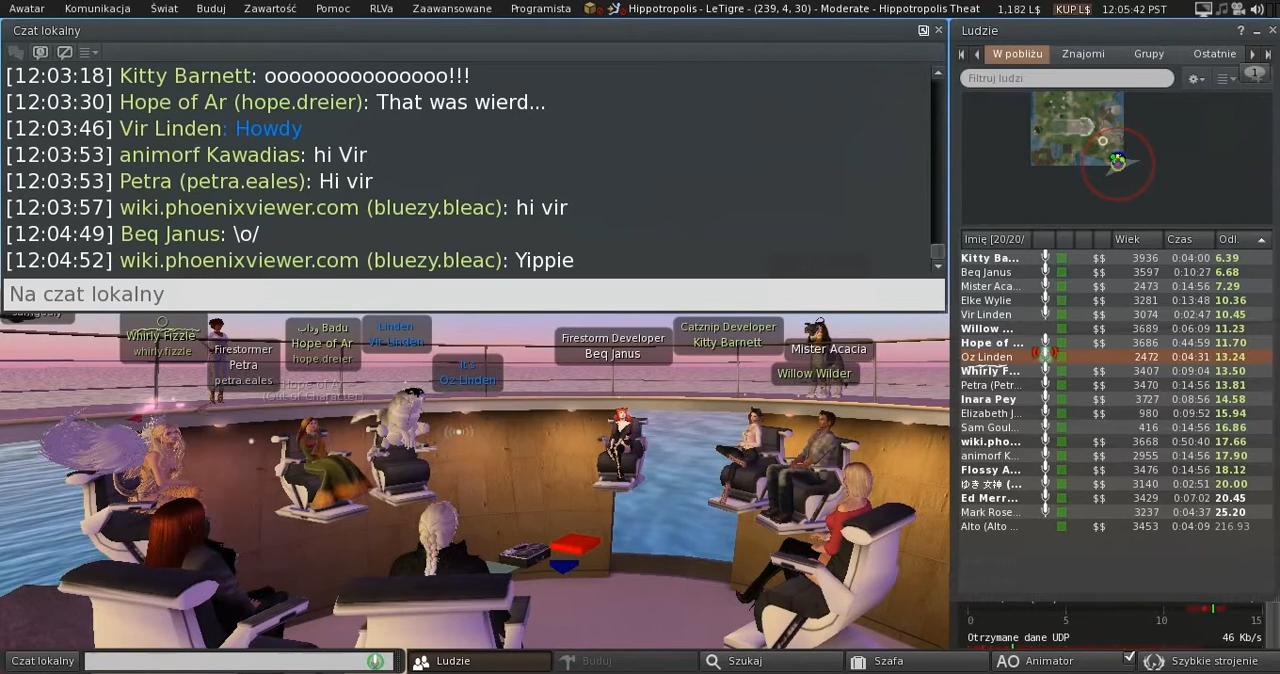 Awatar Komunikacja Świat Buduj Zawartość Pomoc RLVa Zaawansowane Programista Hippotropolis - LeTigre - (239, 4, 30) - Moderate - Hippotropolis Theat 1,182 L$ KUP L$ 12:05:42 PST
Czat lokalny
[12:03:18] Kitty Barnett: ooooooooooooooo!!!
[12:03:30] Hope of Ar (hope.dreier): That was wierd...
[12:03:46] Vir Linden: Howdy
[12:03:53] animorf Kawadias: hi Vir
[12:03:53] Petra (petra.eales): Hi vir
[12:03:57] wiki.phoenixviewer.com (bluezy.bleac): hi vir
[12:04:49] Beq Janus: \o/
[12:04:52] wiki.phoenixviewer.com (bluezy.bleac): Yippie
Na czat lokalny
Whirly Fizzle
whirly.fizzle
Firestormer
Petra
petra.eales
Badu
Hope of Ar
hope.dreier
Hope of Ar
(Out of Character)
Linden
Vir Linden
It's
Oz Linden
Firestorm Developer
Beq Janus
Catznip Developer
Kitty Barnett
Mister Acacia
Willow Wilder
Ludzie
W pobliżu Znajomi Grupy Ostatnie
Filtruj ludzi
1
Imię [20/20/ Wiek Czas Odl.
Kitty Ba... $$ 3936 0:04:00 6.39
Beq Janus $$ 3597 0:10:27 6.68
Mister Aca... $$ 2473 0:14:56 7.29
Elke Wylie $$ 3281 0:13:48 10.36
Vir Linden $$ 3074 0:02:47 10.45
Willow ... $$ 3689 0:06:09 11.23
Hope of ... $$ 3686 0:44:59 11.70
Oz Linden 2472 0:04:31 13.24
Whirly F... $$ 3407 0:09:04 13.50
Petra (Petr... $$ 3470 0:14:56 13.81
Inara Pey $$ 3727 0:08:56 14.58
Elizabeth J... $$ 980 0:09:52 15.94
Sam Goul... 416 0:14:56 16.86
wiki.pho... $$ 3668 0:50:40 17.66
animorf K... $$ 2955 0:14:56 17.90
Flossy A... $$ 3476 0:14:56 18.12
ゆき 女神 (... $$ 3140 0:02:51 20.00
Ed Merr... $$ 3429 0:07:02 20.45
Mark Rose... 3237 0:04:37 25.20
Alto (Alto ... $$ 3453 0:04:09 216.93
0 5 10 15
Otrzymane dane UDP 46 Kb/s
Czat lokalny Ludzie Buduj Szukaj Szafa AO Animator Szybkie strojenie